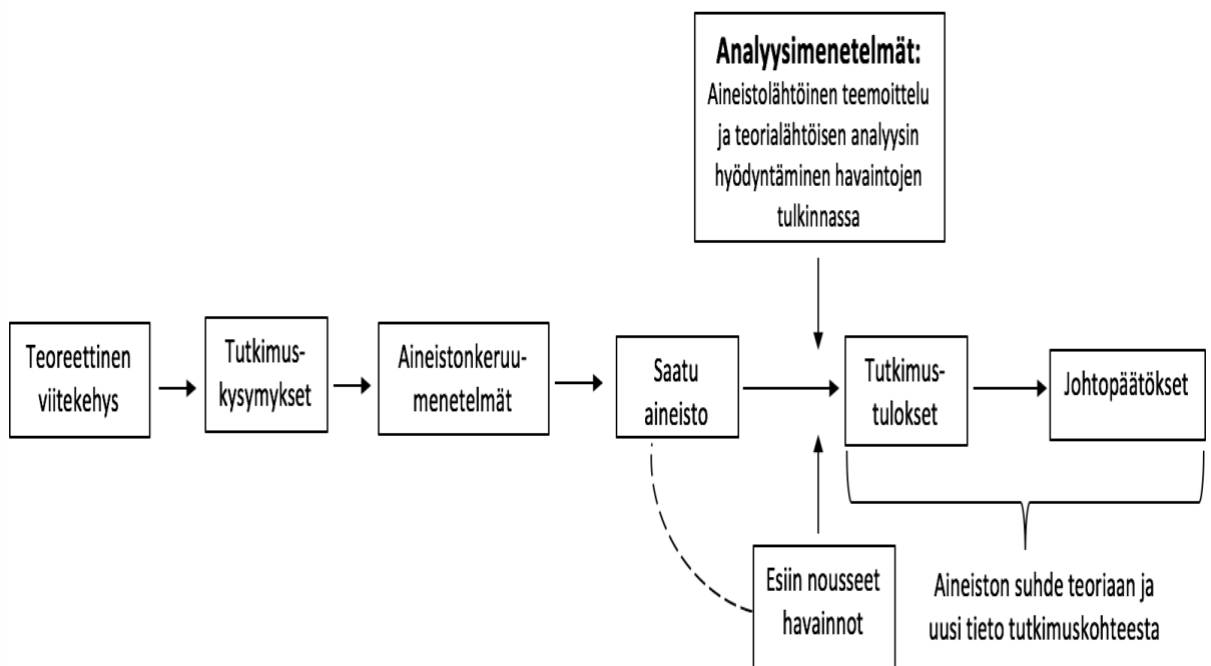 Analyysimenetelmät:
Aineistolähtöinen teemoittelu
ja teorialähtöisen analyysin
hyödyntäminen havaintojen
tulkinnassa
Teoreettinen
viitekehys
Tutkimus-
kysymykset
Aineistonkeruu-
menetelmät
Saatu
aineisto
Tutkimus-
tulokset
Johtopäätökset
Esiin nousseet
havainnot
Aineiston suhde teoriaan ja
uusi tieto tutkimuskohteesta